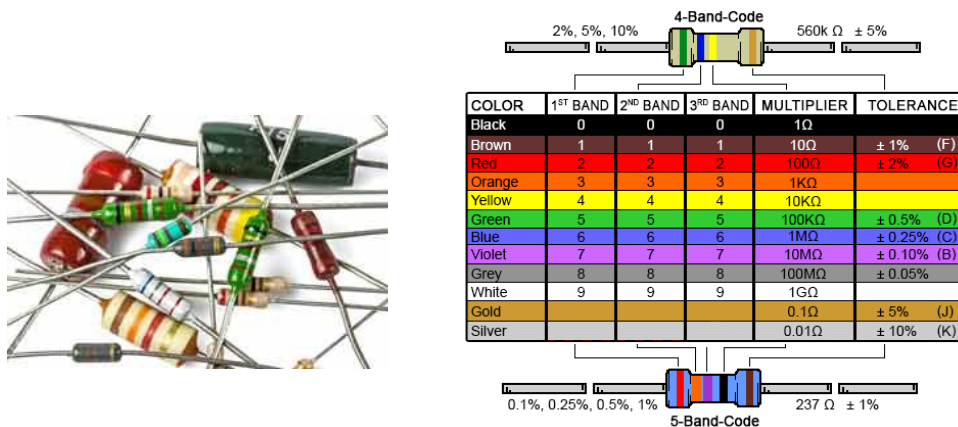 4-Band-Code
2%, 5%, 10% 560k Ω ± 5%
COLOR 1ST BAND 2ND BAND 3RD BAND MULTIPLIER TOLERANCE
Black 0 0 0 1Ω
Brown 1 1 1 10Ω ± 1% (F)
Red 2 2 2 100Ω ± 2% (G)
Orange 3 3 3 1KΩ
Yellow 4 4 4 10KΩ
Green 5 5 5 100KΩ ± 0.5% (D)
Blue 6 6 6 1MΩ ± 0.25% (C)
Violet 7 7 7 10MΩ ± 0.10% (B)
Grey 8 8 8 100MΩ ± 0.05%
White 9 9 9 1GΩ
Gold 0.1Ω ± 5% (J)
Silver 0.01Ω ± 10% (K)
0.1%, 0.25%, 0.5%, 1% 237 Ω ± 1%
5-Band-Code